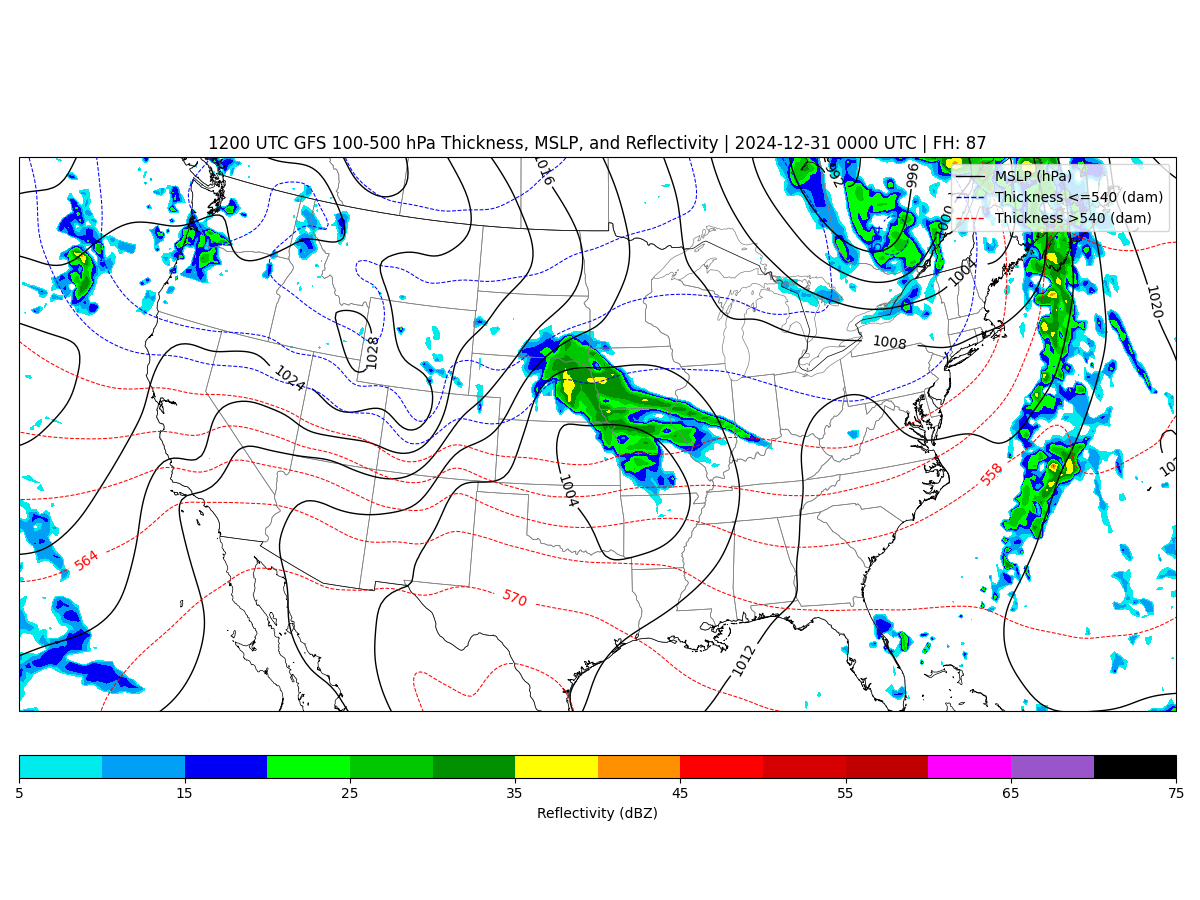 1200 UTC GFS 100-500 hPa Thickness, MSLP, and Reflectivity | 2024-12-31 0000 UTC | FH: 87
MSLP (hPa)
Thickness <=540 (dam)
Thickness >540 (dam)
1016
992
996
1000
1004
1020
1028
1008
1024
558
1004
564
570
1012
5 15 25 35 45 55 65 75
Reflectivity (dBZ)